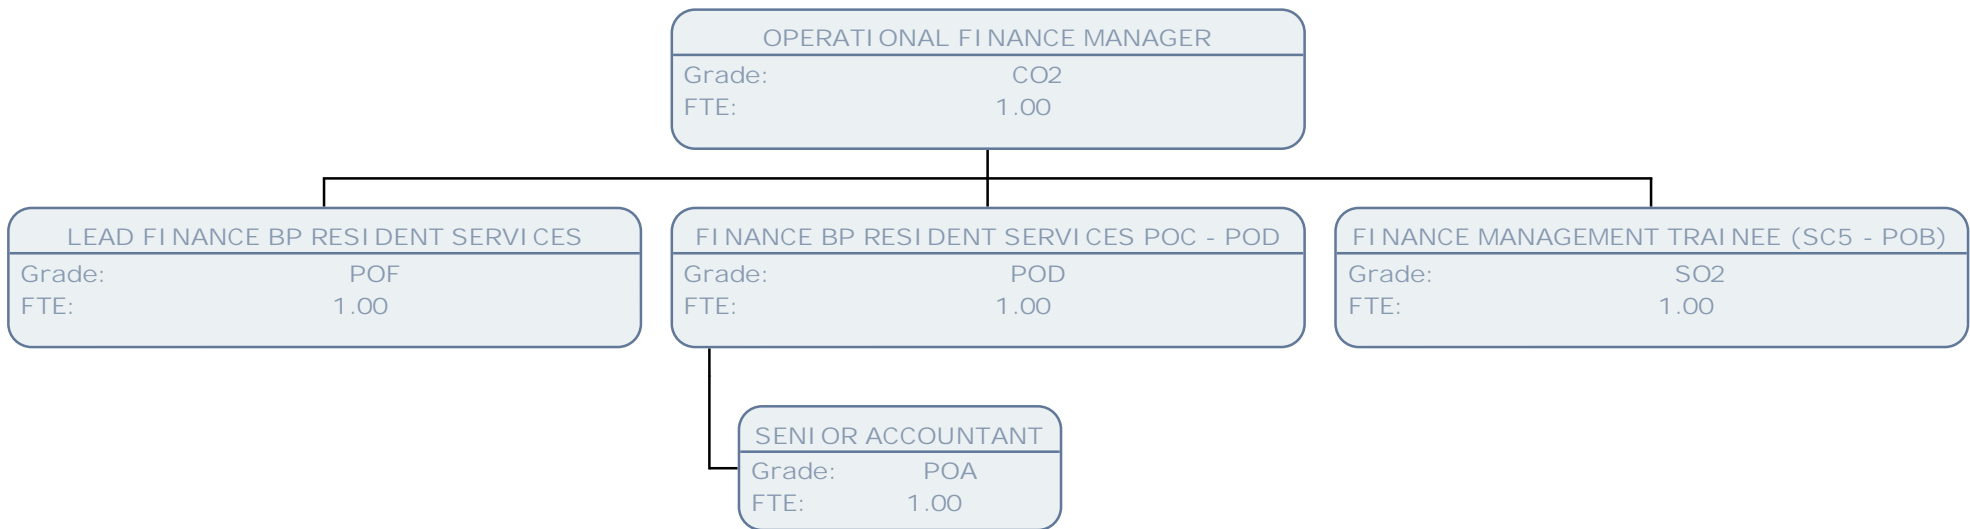 OPERATIONAL FINANCE MANAGER
Grade: CO2
FTE: 1.00
LEAD FINANCE BP RESIDENT SERVICES
Grade: POF
FTE: 1.00
FINANCE BP RESIDENT SERVICES POC - POD
Grade: POD
FTE: 1.00
FINANCE MANAGEMENT TRAINEE (SC5 - POB)
Grade: SO2
FTE: 1.00
SENIOR ACCOUNTANT
Grade: POA
FTE: 1.00